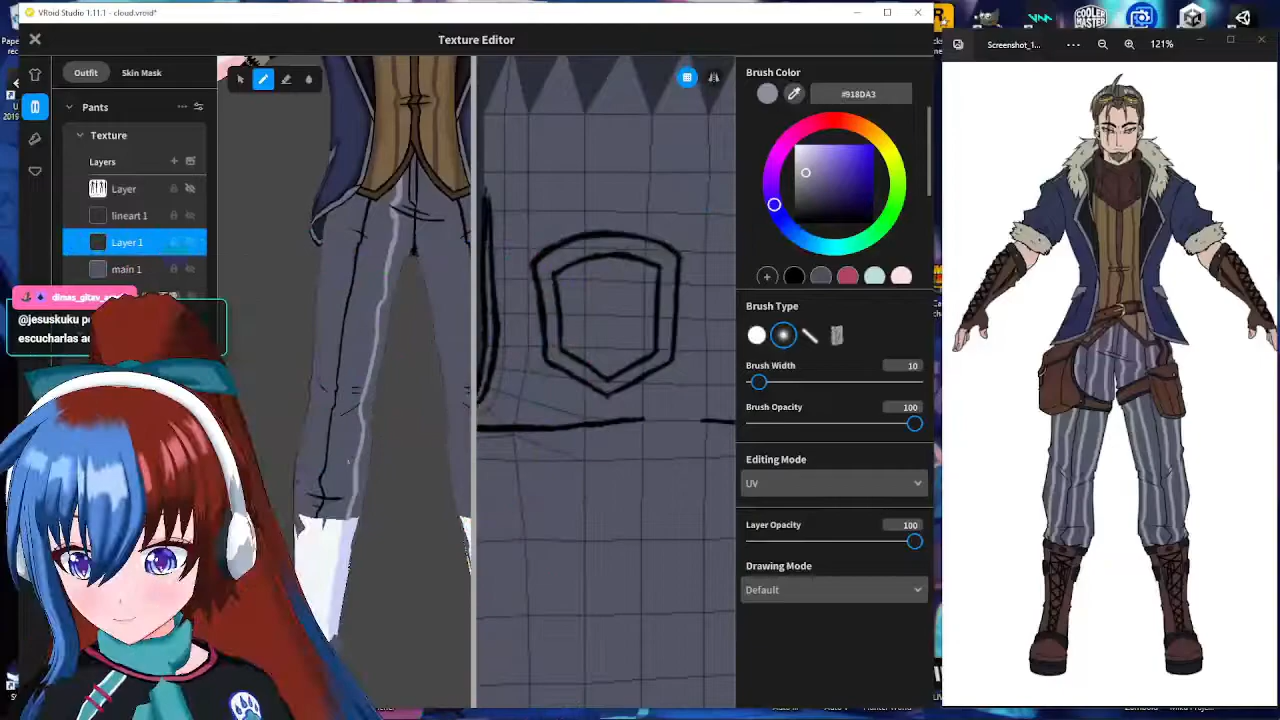 VRoid Studio 1.11.1 - cloud.vroid*
Texture Editor
Outfit
Skin Mask
Pants
Texture
Layers
Layer
lineart 1
Layer 1
main 1
@jesuskuku
escucharlas
Brush Color
#918DA3
Brush Type
Brush Width
10
Brush Opacity
100
Editing Mode
UV
Layer Opacity
100
Drawing Mode
Default
COOLER
MASTER
Screenshot_1...
121%